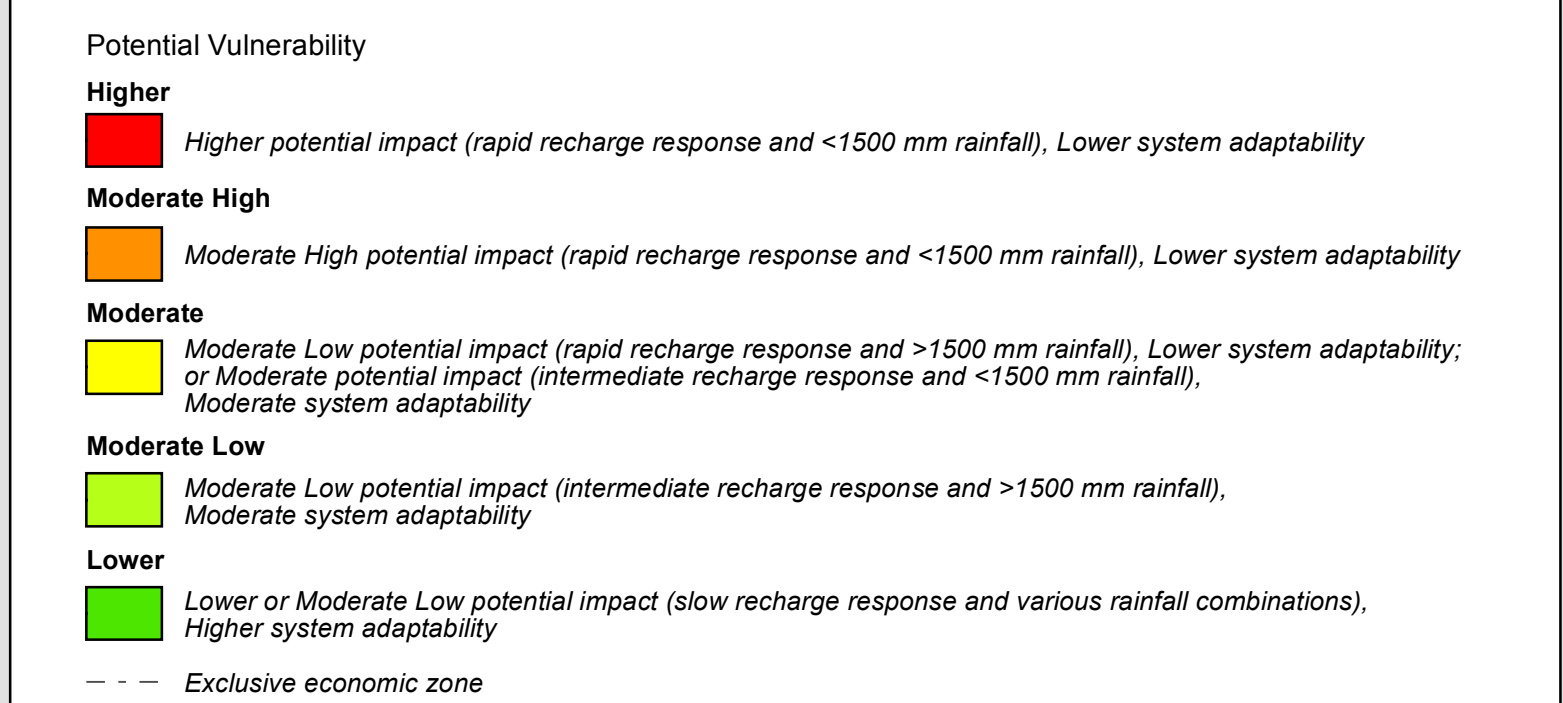 Potential Vulnerability
Higher
Higher potential impact (rapid recharge response and <1500 mm rainfall), Lower system adaptability
Moderate High
Moderate High potential impact (rapid recharge response and <1500 mm rainfall), Lower system adaptability
Moderate
Moderate Low potential impact (rapid recharge response and >1500 mm rainfall), Lower system adaptability;
or Moderate potential impact (intermediate recharge response and <1500 mm rainfall),
Moderate system adaptability
Moderate Low
Moderate Low potential impact (intermediate recharge response and >1500 mm rainfall),
Moderate system adaptability
Lower
Lower or Moderate Low potential impact (slow recharge response and various rainfall combinations),
Higher system adaptability
Exclusive economic zone